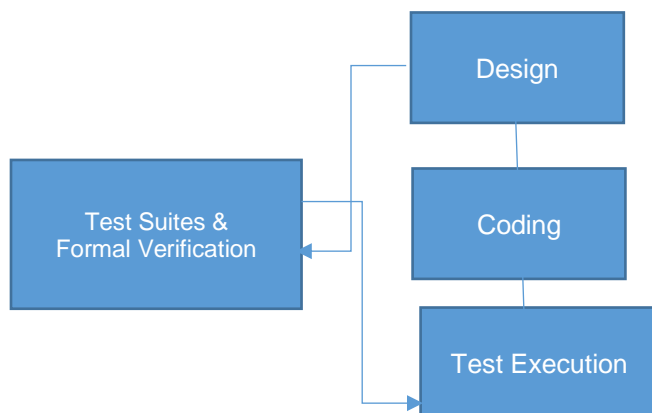 Design
Test Suites &
Formal Verification
Coding
Test Execution